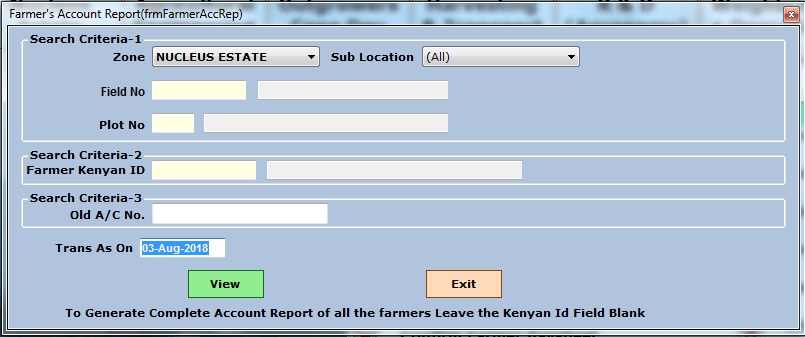 Farmer's Account Report(frmFarmerAccRep)
Search Criteria-1
Zone NUCLEUS ESTATE Sub Location (All)
Field No
Plot No
Search Criteria-2
Farmer Kenyan ID
Search Criteria-3
Old A/C No.
Trans As On 03-Aug-2018
View Exit
To Generate Complete Account Report of all the farmers Leave the Kenyan Id Field Blank